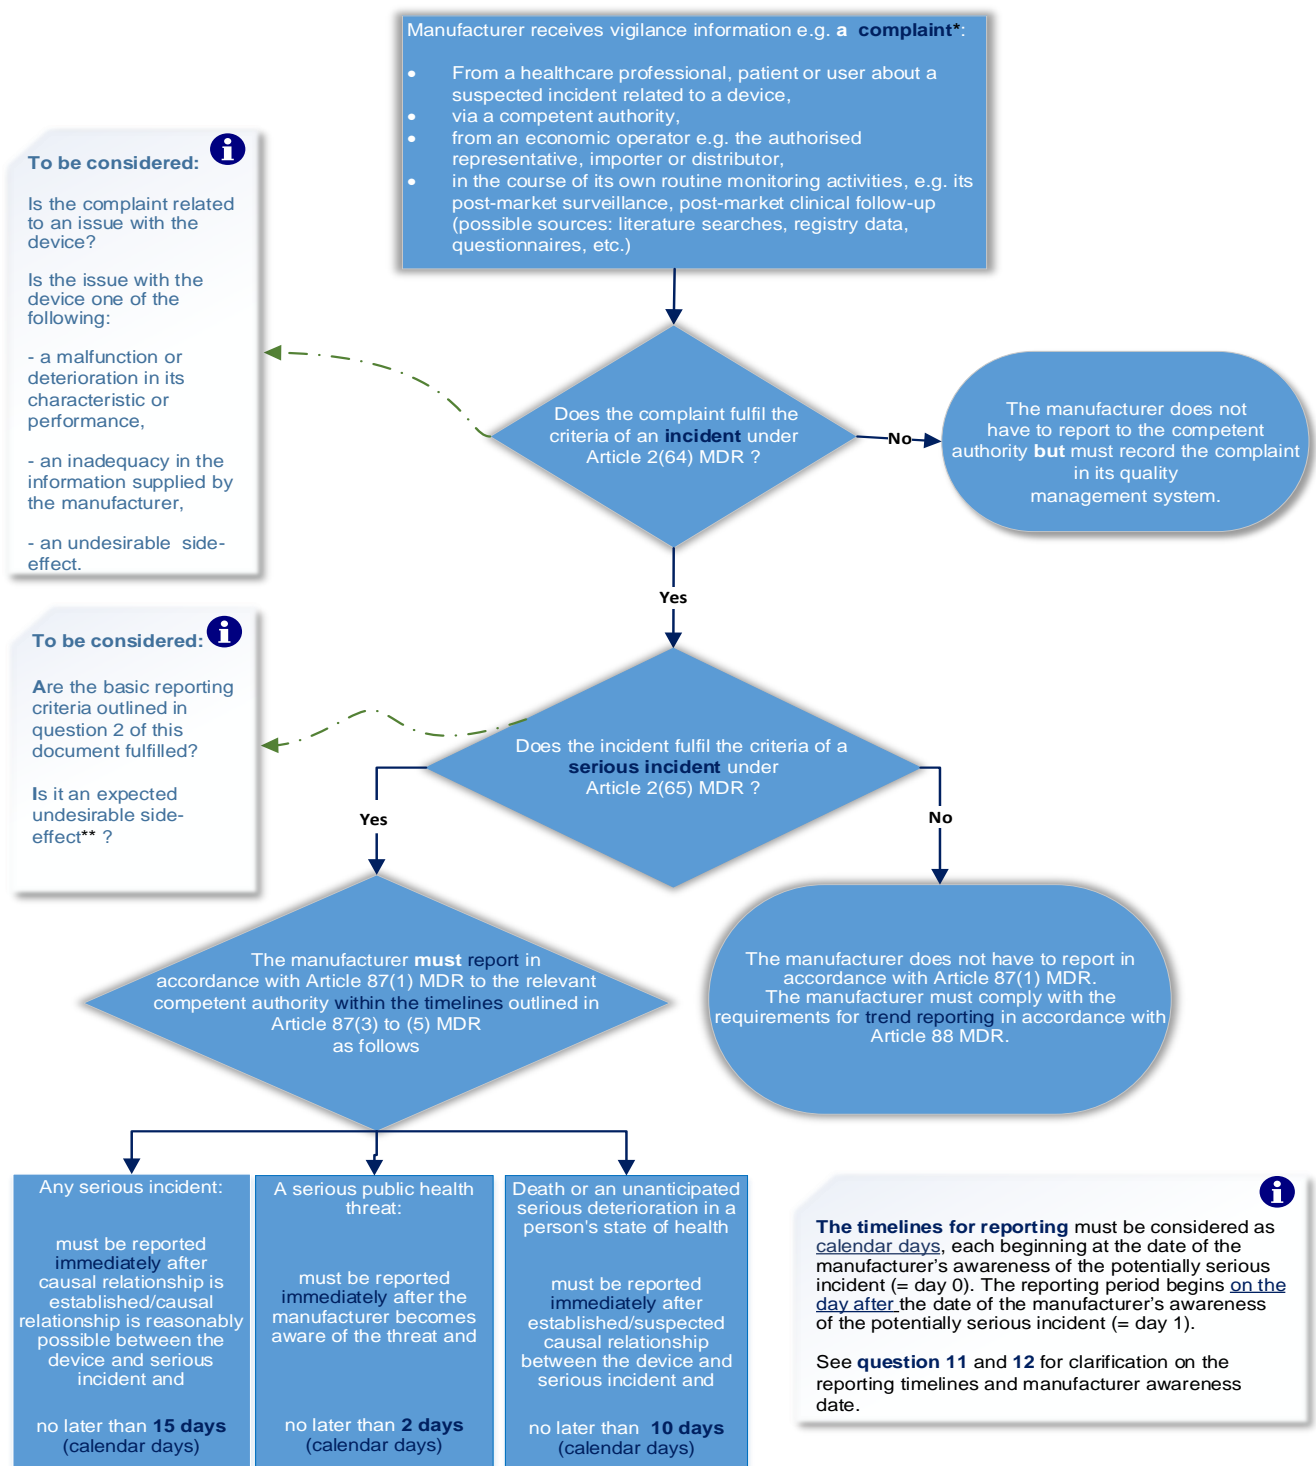 Manufacturer receives vigilance information e.g. a complaint*:
• From a healthcare professional, patient or user about a
suspected incident related to a device,
• via a competent authority,
• from an economic operator e.g. the authorised
representative, importer or distributor,
• in the course of its own routine monitoring activities, e.g. its
post-market surveillance, post-market clinical follow-up
(possible sources: literature searches, registry data,
questionnaires, etc.)
To be considered:
Is the complaint related
to an issue with the
device?
Is the issue with the
device one of the
following:
- a malfunction or
deterioration in its
characteristic or
performance,
- an inadequacy in the
information supplied by
the manufacturer,
- an undesirable side-
effect.
Does the complaint fulfil the
criteria of an incident under
Article 2(64) MDR ?
No
The manufacturer does not
have to report to the competent
authority but must record the complaint
in its quality
management system.
Yes
To be considered:
Are the basic reporting
criteria outlined in
question 2 of this
document fulfilled?
Is it an expected
undesirable side-
effect** ?
Does the incident fulfil the criteria of a
serious incident under
Article 2(65) MDR ?
Yes
No
The manufacturer must report in
accordance with Article 87(1) MDR to the relevant
competent authority within the timelines outlined in
Article 87(3) to (5) MDR
as follows
The manufacturer does not have to report in
accordance with Article 87(1) MDR.
The manufacturer must comply with the
requirements for trend reporting in accordance with
Article 88 MDR.
Any serious incident:
must be reported
immediately after
causal relationship is
established/causal
relationship is reasonably
possible between the
device and serious
incident and
no later than 15 days
(calendar days)
A serious public health
threat:
must be reported
immediately after the
manufacturer becomes
aware of the threat and
no later than 2 days
(calendar days)
Death or an unanticipated
serious deterioration in a
person's state of health
must be reported
immediately after
established/suspected
causal relationship
between the device and
serious incident and
no later than 10 days
(calendar days)
The timelines for reporting must be considered as
calendar days, each beginning at the date of the
manufacturer's awareness of the potentially serious
incident (= day 0). The reporting period begins on the
day after the date of the manufacturer's awareness
of the potentially serious incident (= day 1).
See question 11 and 12 for clarification on the
reporting timelines and manufacturer awareness
date.